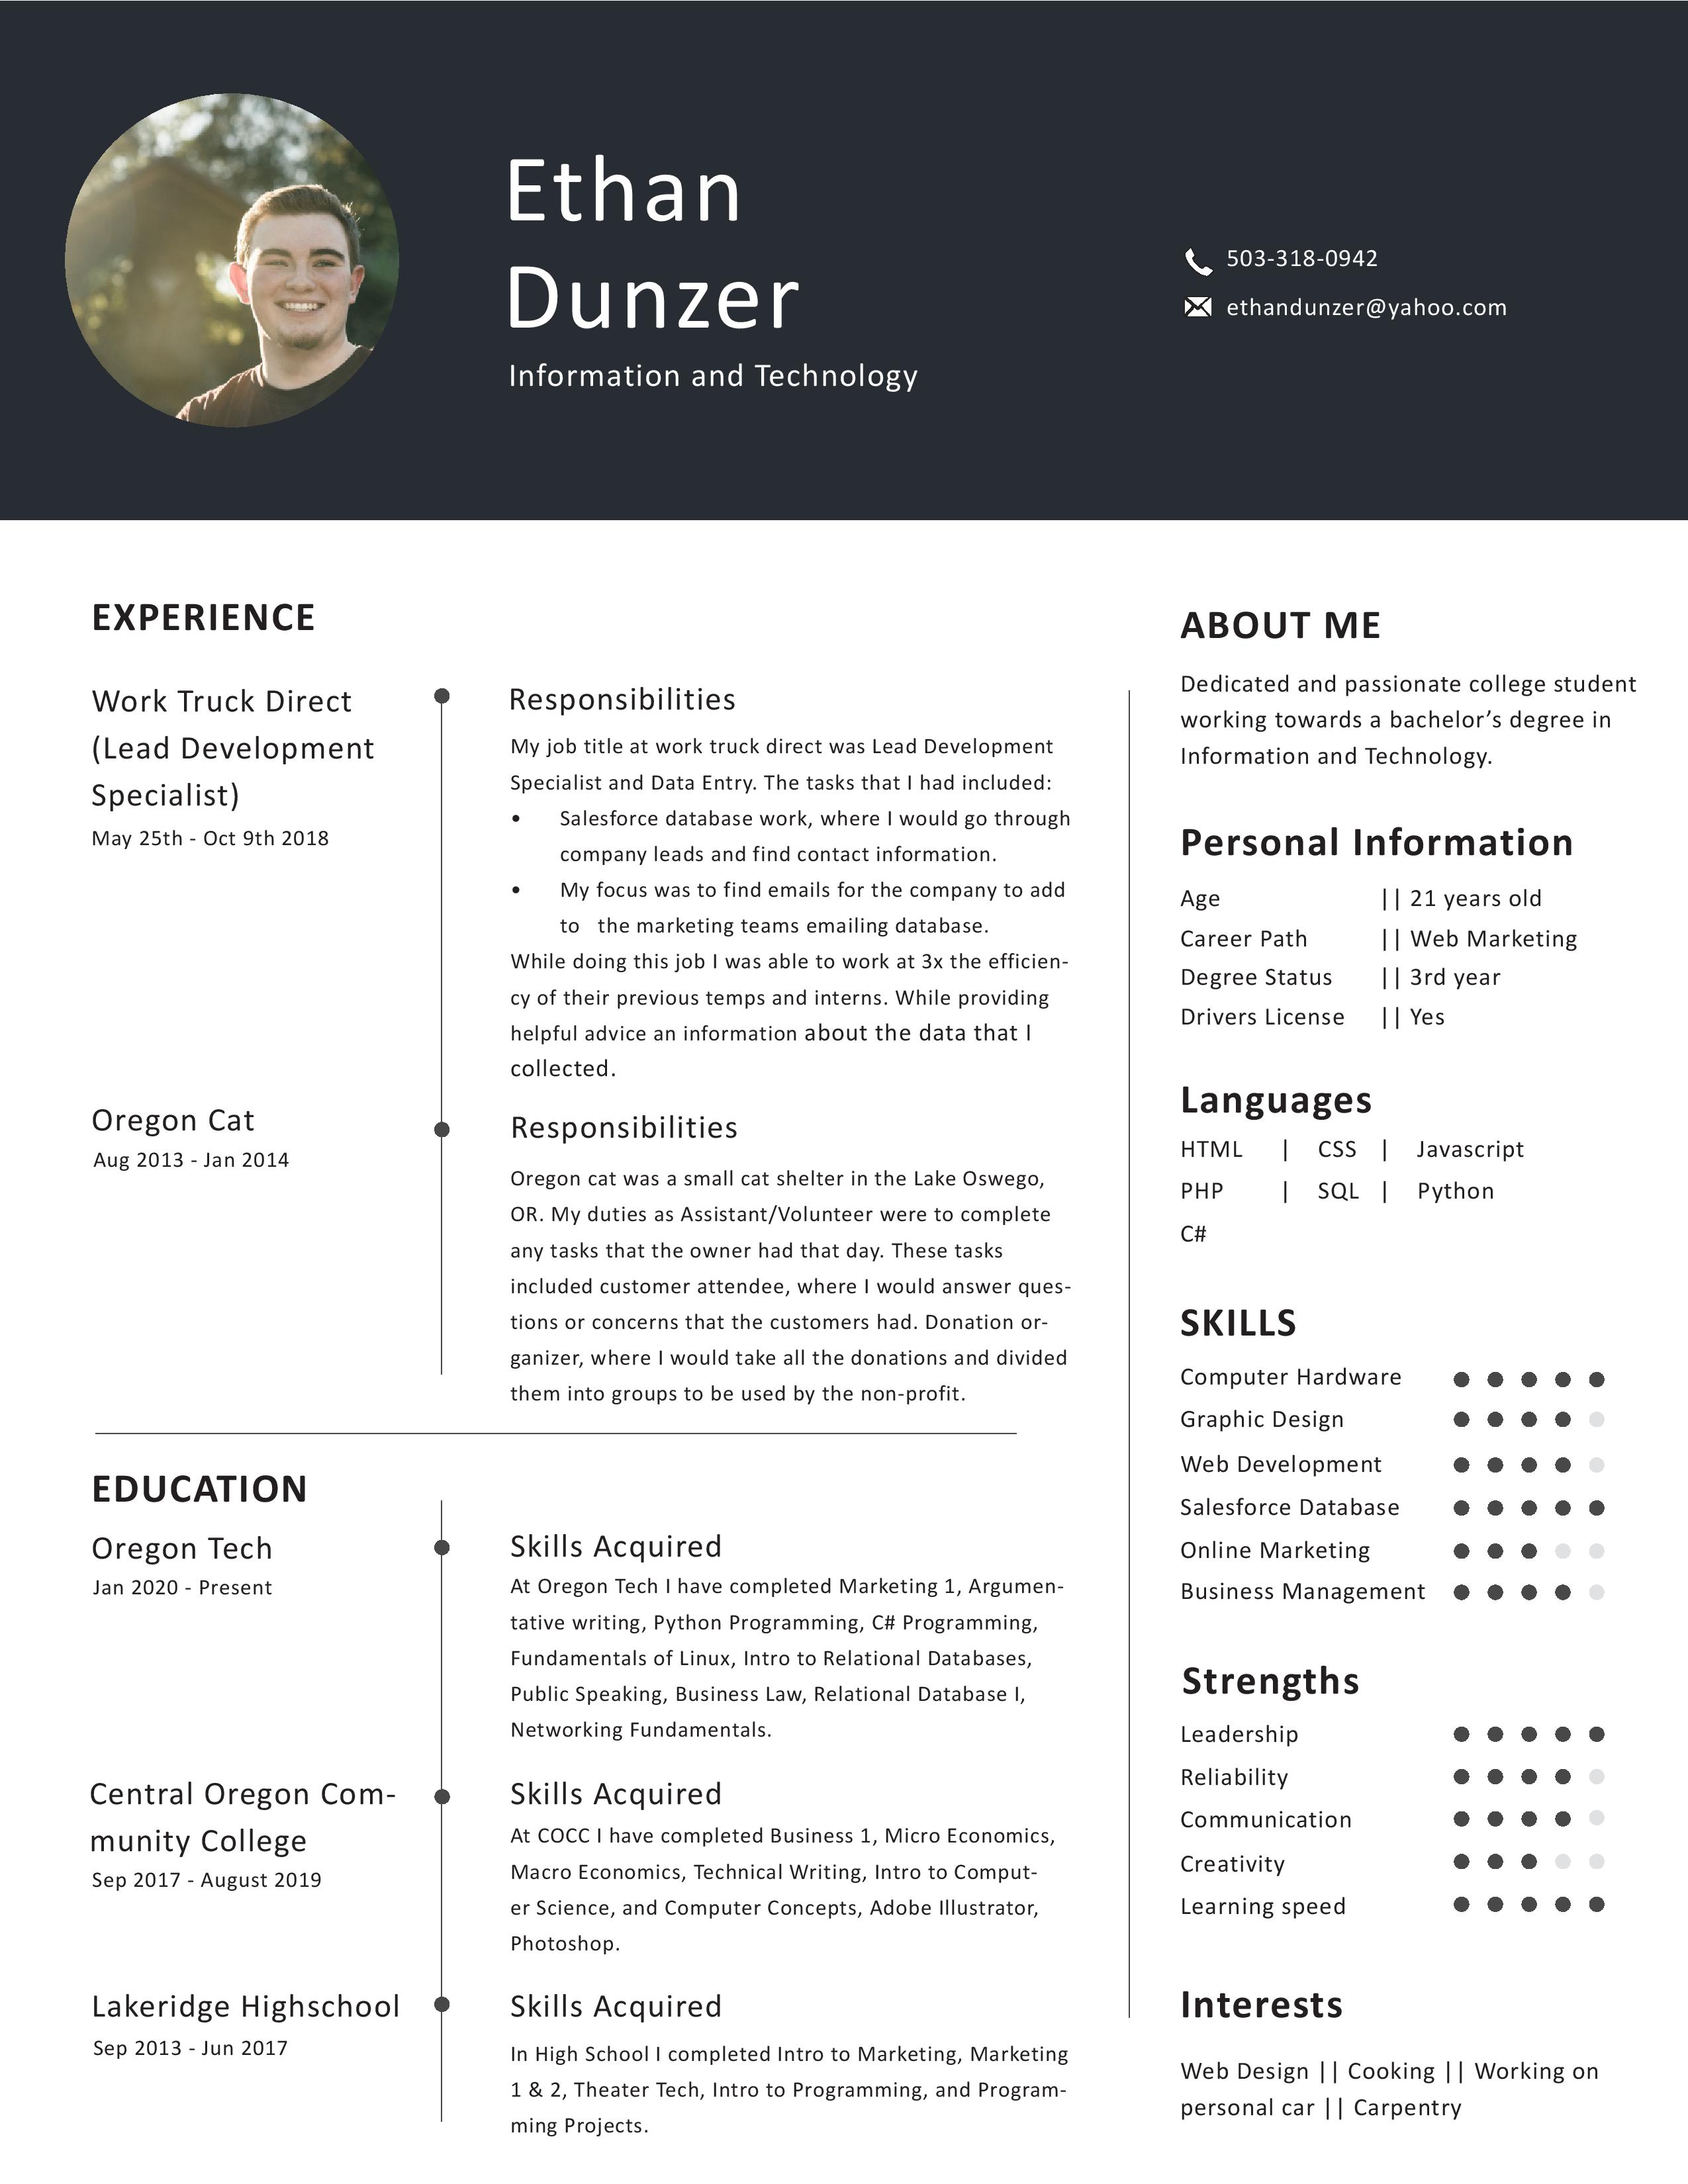 Ethan
Dunzer
Information and Technology
503-318-0942
ethandunzer@yahoo.com
EXPERIENCE
Work Truck Direct
(Lead Development
Specialist)
May 25th - Oct 9th 2018
Responsibilities
My job title at work truck direct was Lead Development
Specialist and Data Entry. The tasks that I had included:
• Salesforce database work, where I would go through
company leads and find contact information.
• My focus was to find emails for the company to add
to the marketing teams emailing database.
While doing this job I was able to work at 3x the efficien-
cy of their previous temps and interns. While providing
helpful advice an information about the data that I
collected.
Oregon Cat
Aug 2013 - Jan 2014
Responsibilities
Oregon cat was a small cat shelter in the Lake Oswego,
OR. My duties as Assistant/Volunteer were to complete
any tasks that the owner had that day. These tasks
included customer attendee, where I would answer ques-
tions or concerns that the customers had. Donation or-
ganizer, where I would take all the donations and divided
them into groups to be used by the non-profit.
EDUCATION
Oregon Tech
Jan 2020 - Present
Skills Acquired
At Oregon Tech I have completed Marketing 1, Argumen-
tative writing, Python Programming, C# Programming,
Fundamentals of Linux, Intro to Relational Databases,
Public Speaking, Business Law, Relational Database I,
Networking Fundamentals.
Central Oregon Com-
munity College
Sep 2017 - August 2019
Skills Acquired
At COCC I have completed Business 1, Micro Economics,
Macro Economics, Technical Writing, Intro to Comput-
er Science, and Computer Concepts, Adobe Illustrator,
Photoshop.
Lakeridge Highschool
Sep 2013 - Jun 2017
Skills Acquired
In High School I completed Intro to Marketing, Marketing
1 & 2, Theater Tech, Intro to Programming, and Program-
ming Projects.
ABOUT ME
Dedicated and passionate college student
working towards a bachelor’s degree in
Information and Technology.
Personal Information
Age || 21 years old
Career Path || Web Marketing
Degree Status || 3rd year
Drivers License || Yes
Languages
HTML | CSS | Javascript
PHP | SQL | Python
C#
SKILLS
Computer Hardware
Graphic Design
Web Development
Salesforce Database
Online Marketing
Business Management
Strengths
Leadership
Reliability
Communication
Creativity
Learning speed
Interests
Web Design || Cooking || Working on
personal car || Carpentry